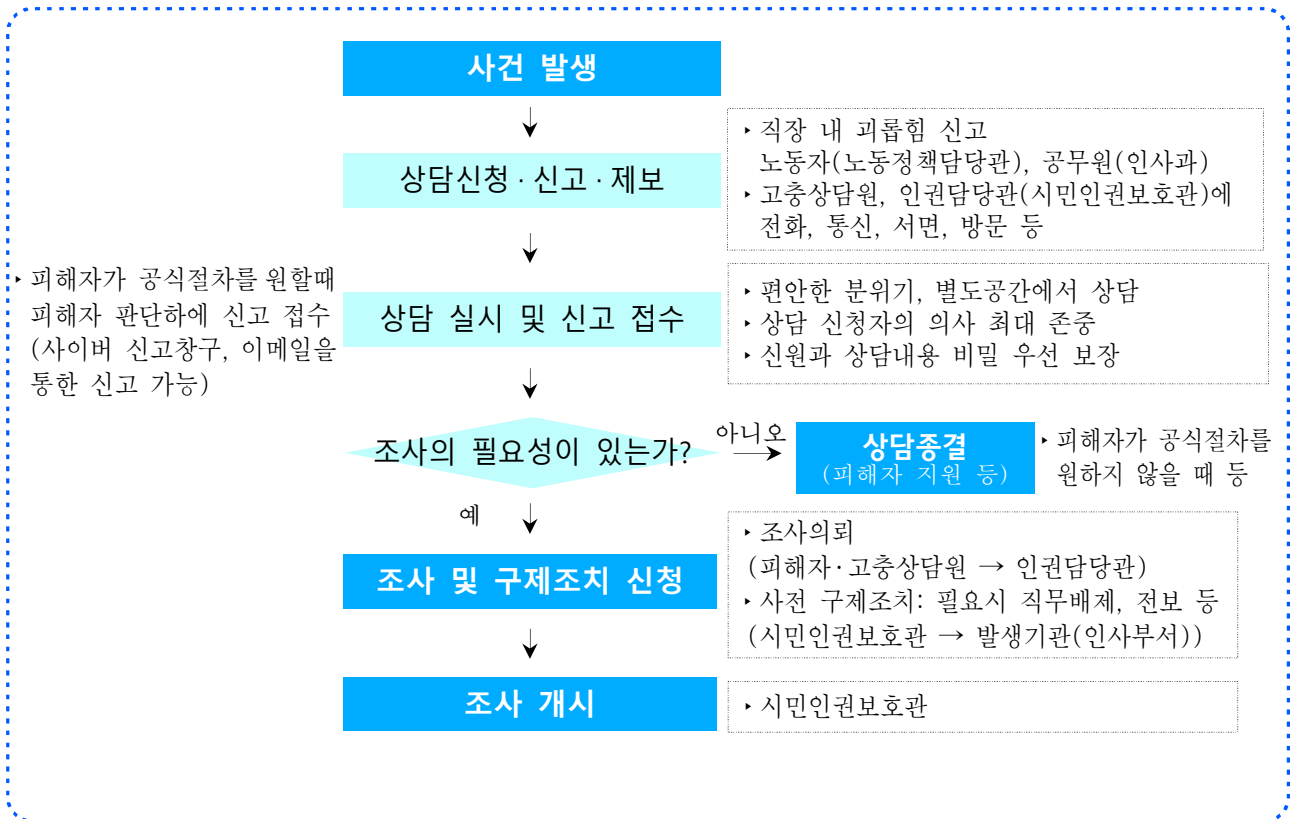 사건 발생
상담신청·신고·제보
‣ 직장 내 괴롭힘 신고
노동자(노동정책담당관), 공무원(인사과)
‣ 고충상담원, 인권담당관(시민인권보호관)에
전화, 통신, 서면, 방문 등
‣ 피해자가 공식절차를 원할때
피해자 판단하에 신고 접수
(사이버 신고창구, 이메일을
통한 신고 가능)
상담 실시 및 신고 접수
‣ 편안한 분위기, 별도공간에서 상담
‣ 상담 신청자의 의사 최대 존중
‣ 신원과 상담내용 비밀 우선 보장
조사의 필요성이 있는가?
아니오
상담종결
(피해자 지원 등)
‣ 피해자가 공식절차를
원하지 않을 때 등
예
조사 및 구제조치 신청
‣ 조사의뢰
(피해자·고충상담원 → 인권담당관)
‣ 사전 구제조치: 필요시 직무배제, 전보 등
(시민인권보호관 → 발생기관(인사부서))
조사 개시
‣ 시민인권보호관